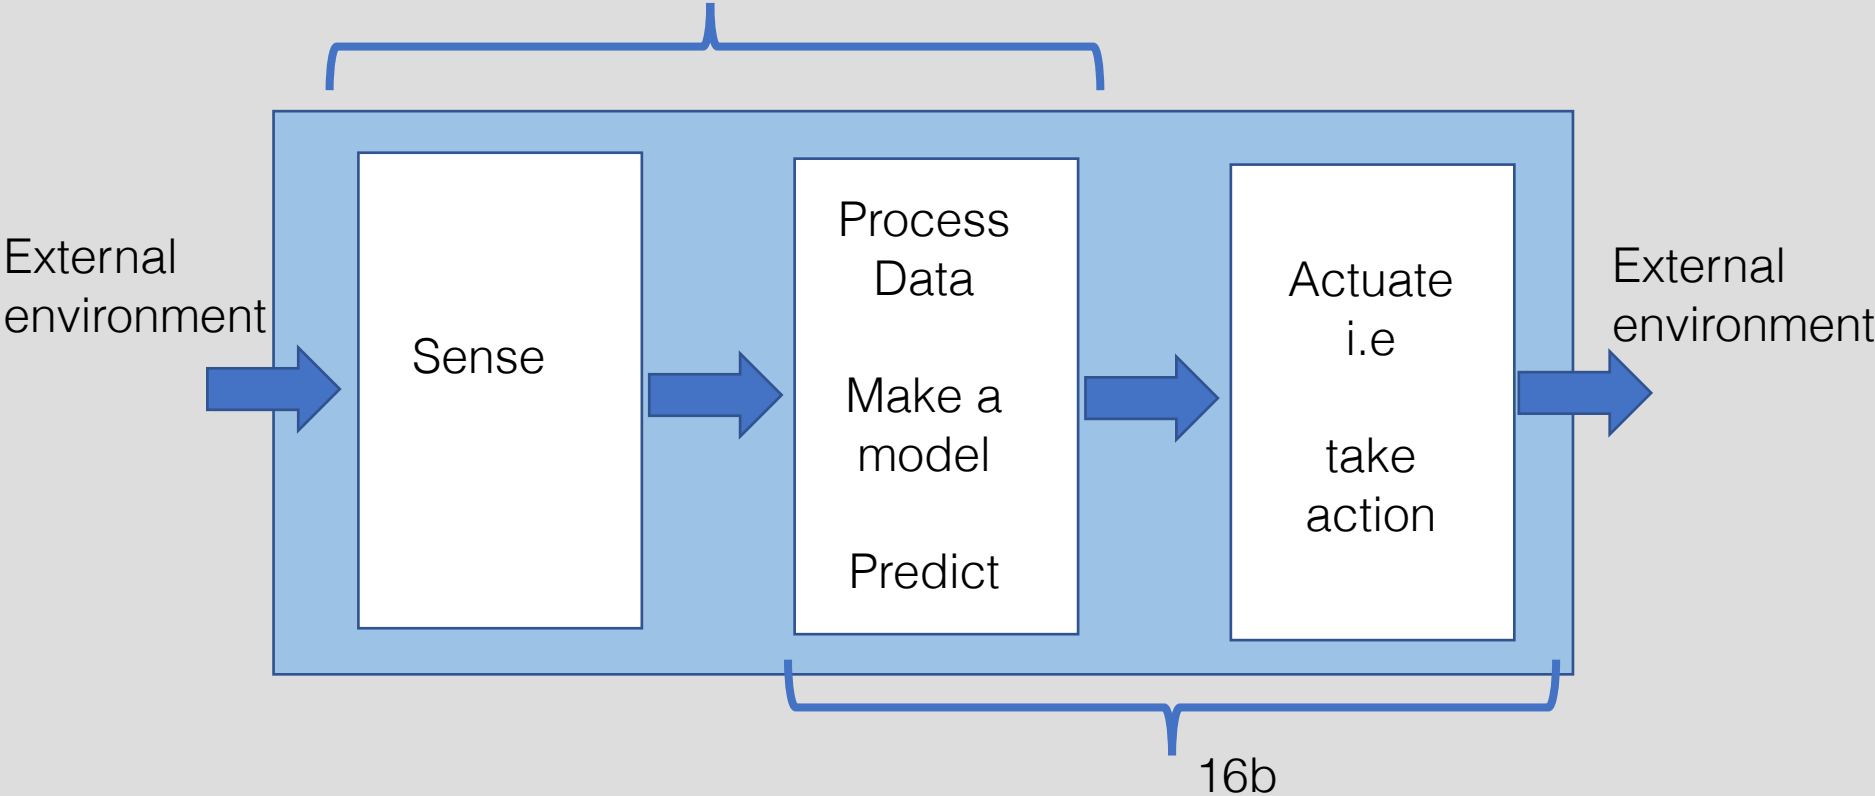 External
environment
Sense
Process
Data
Make a
model
Predict
Actuate
i.e
take
action
External
environment
16b